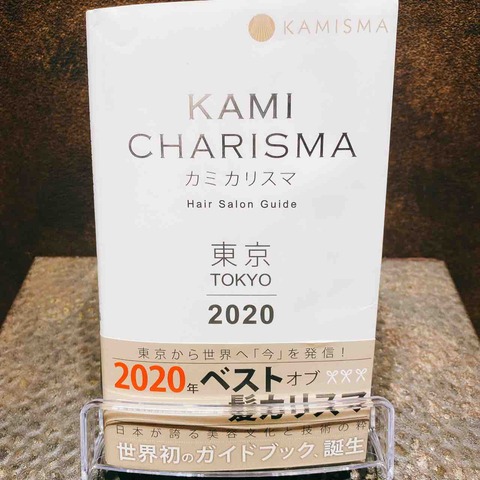 KAMISMA
KAMI
CHARISMA
カミカリスマ
Hair Salon Guide
東京
TOKYO
2020
東京から世界へ「今」を発信!
2020年ベストオブ
髪カリスマ
日本が誇る美容文化と技術の粋
世界初のガイドブック、誕生